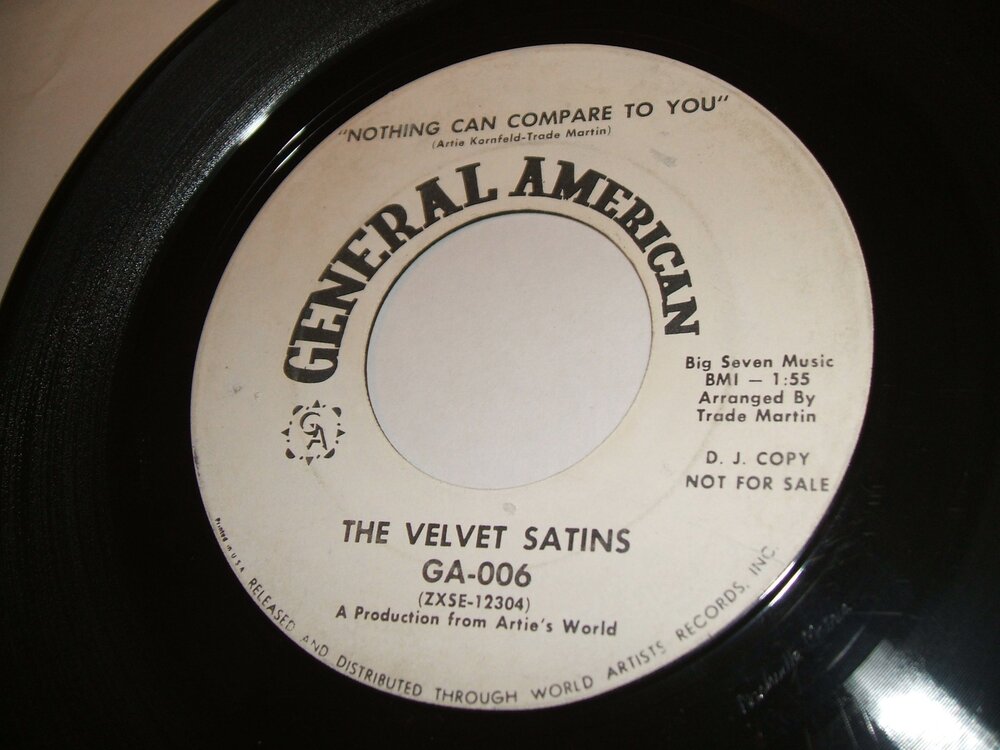 "NOTHING CAN COMPARE TO YOU"
(Artie Kornfeld-Trade Martin)
GENERAL AMERICAN
Big Seven Music
BMI — 1:55
Arranged By
Trade Martin
GA
D. J. COPY
NOT FOR SALE
THE VELVET SATINS
GA-006
(ZXSE-12304)
A Production from Artie's World
Printed in U.S.A.
RELEASED AND DISTRIBUTED THROUGH WORLD ARTISTS RECORDS, INC.